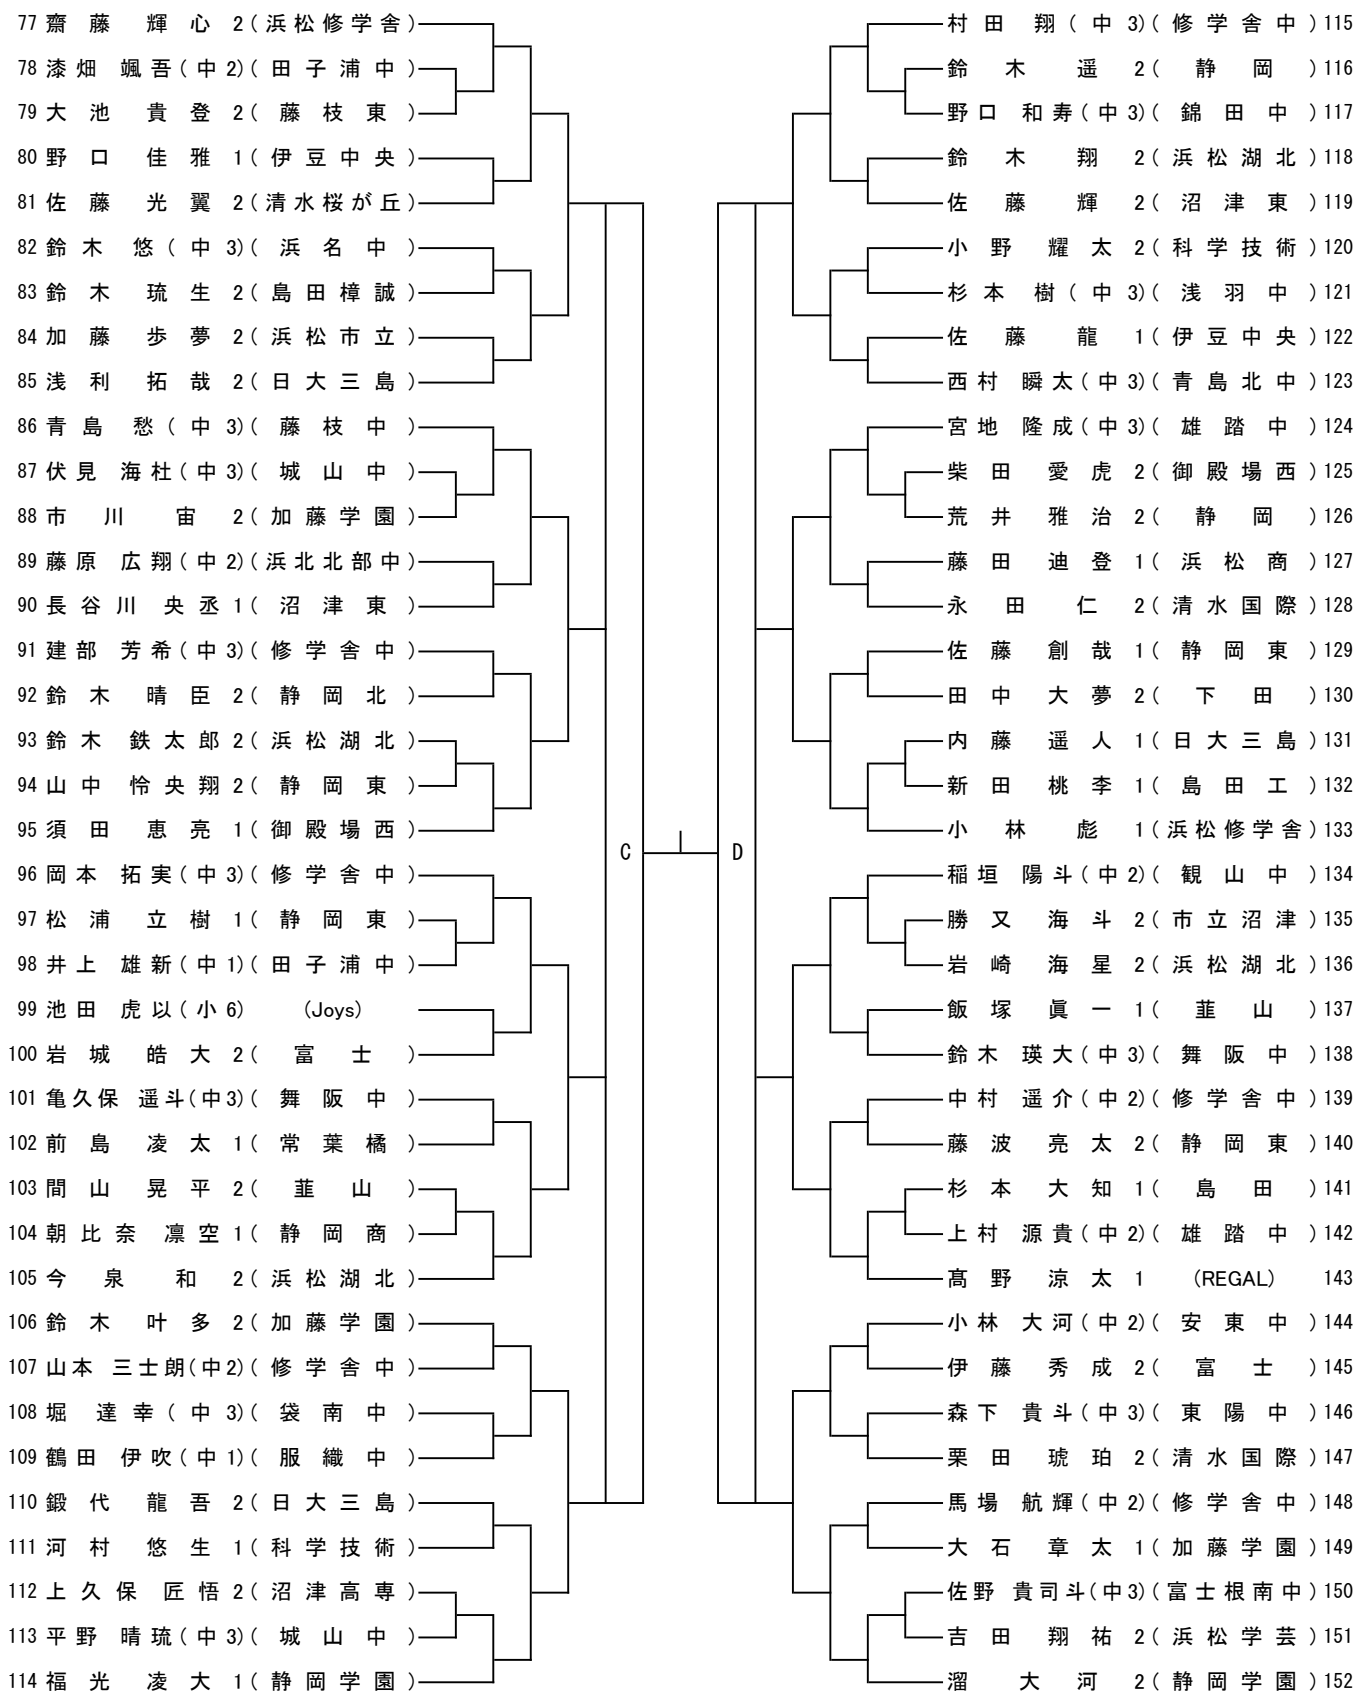 77 齋藤 輝心 2(浜松修学舎)
78 漆畑 颯吾(中2)(田子浦中)
79 大池 貴登 2(藤枝東)
80 野口 佳雅 1(伊豆中央)
81 佐藤 光翼 2(清水桜が丘)
82 鈴木 悠(中3)(浜名中)
83 鈴木 琉生 2(島田樟誠)
84 加藤 歩夢 2(浜松市立)
85 浅利 拓哉 2(日大三島)
86 青島 愁(中3)(藤枝中)
87 伏見 海杜(中3)(城山中)
88 市川 宙 2(加藤学園)
89 藤原 広翔(中2)(浜北北部中)
90 長谷川 央丞 1(沼津東)
91 建部 芳希(中3)(修学舎中)
92 鈴木 晴臣 2(静岡北)
93 鈴木 鉄太郎 2(浜松湖北)
94 山中 怜央翔 2(静岡東)
95 須田 恵亮 1(御殿場西)
96 岡本 拓実(中3)(修学舎中)
97 松浦 立樹 1(静岡東)
98 井上 雄新(中1)(田子浦中)
99 池田 虎以(小6) (Joys)
100 岩城 皓大 2(富士)
101 亀久保 遥斗(中3)(舞阪中)
102 前島 凌太 1(常葉橘)
103 間山 晃平 2(韮山)
104 朝比奈 凛空 1(静岡商)
105 今泉 和 2(浜松湖北)
106 鈴木 叶多 2(加藤学園)
107 山本 三士朗(中2)(修学舎中)
108 堀 達幸(中3)(袋南中)
109 鶴田 伊吹(中1)(服織中)
110 鍛代 龍吾 2(日大三島)
111 河村 悠生 1(科学技術)
112 上久保 匠悟 2(沼津高専)
113 平野 晴琉(中3)(城山中)
114 福光 凌大 1(静岡学園)
C
D
村田 翔(中3)(修学舎中)115
鈴木 遥 2(静岡)116
野口 和寿(中3)(錦田中)117
鈴木 翔 2(浜松湖北)118
佐藤 輝 2(沼津東)119
小野 耀太 2(科学技術)120
杉本 樹(中3)(浅羽中)121
佐藤 龍 1(伊豆中央)122
西村 瞬太(中3)(青島北中)123
宮地 隆成(中3)(雄踏中)124
柴田 愛虎 2(御殿場西)125
荒井 雅治 2(静岡)126
藤田 迪登 1(浜松商)127
永田 仁 2(清水国際)128
佐藤 創哉 1(静岡東)129
田中 大夢 2(下田)130
内藤 遥人 1(日大三島)131
新田 桃李 1(島田工)132
小林 彪 1(浜松修学舎)133
稲垣 陽斗(中2)(観山中)134
勝又 海斗 2(市立沼津)135
岩崎 海星 2(浜松湖北)136
飯塚 眞一 1(韮山)137
鈴木 瑛大(中3)(舞阪中)138
中村 遥介(中2)(修学舎中)139
藤波 亮太 2(静岡東)140
杉本 大知 1(島田)141
上村 源貴(中2)(雄踏中)142
髙野 涼太 1 (REGAL) 143
小林 大河(中2)(安東中)144
伊藤 秀成 2(富士)145
森下 貴斗(中3)(東陽中)146
栗田 琥珀 2(清水国際)147
馬場 航輝(中2)(修学舎中)148
大石 章太 1(加藤学園)149
佐野 貴司斗(中3)(富士根南中)150
吉田 翔祐 2(浜松学芸)151
溜 大河 2(静岡学園)152